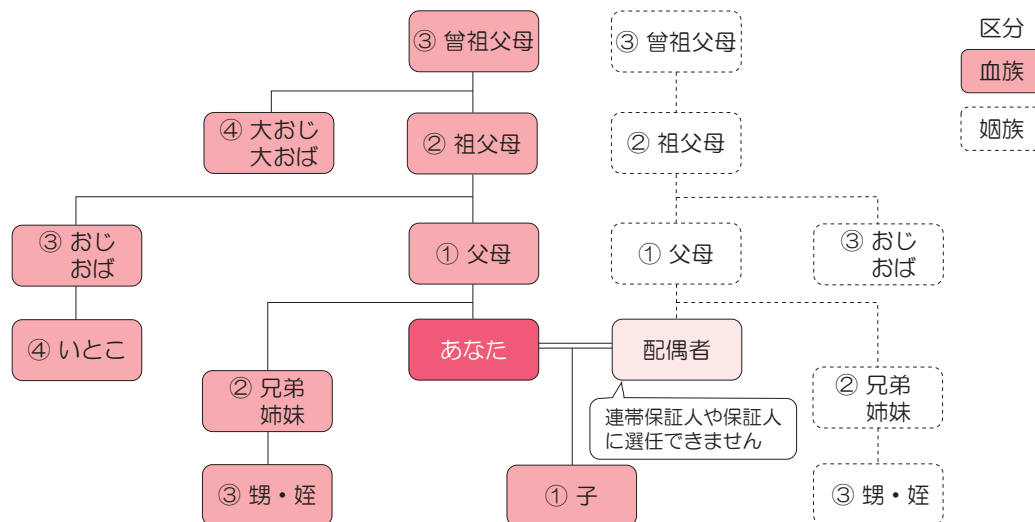 ③ 曾祖父母
③ 曾祖父母
区分
血族
姻族
④ 大おじ
大おば
② 祖父母
② 祖父母
③ おじ
おば
① 父母
① 父母
③ おじ
おば
④ いとこ
あなた
配偶者
② 兄弟
姉妹
連帯保証人や保証人
に選任できません
② 兄弟
姉妹
③ 甥・姪
① 子
③ 甥・姪